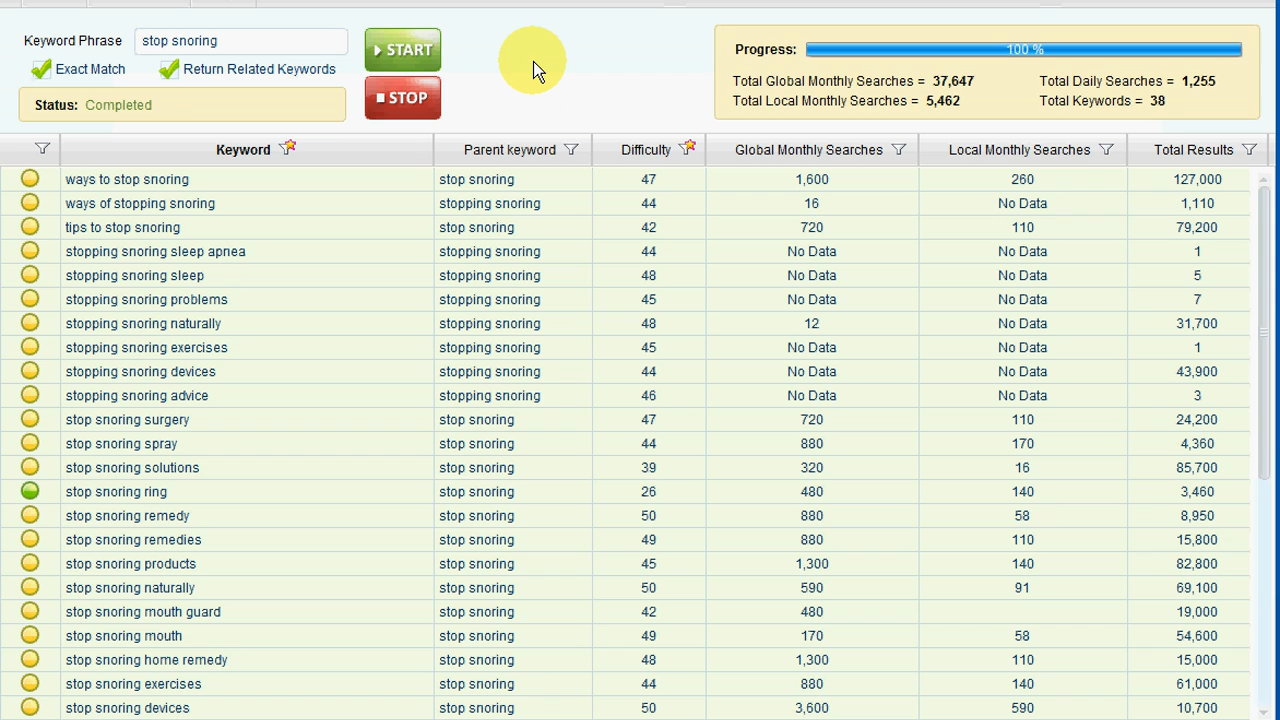 Keyword Phrase stop snoring START
Exact Match Return Related Keywords
Status: Completed STOP
Progress: 100 %
Total Global Monthly Searches = 37,647 Total Daily Searches = 1,255
Total Local Monthly Searches = 5,462 Total Keywords = 38
Keyword Parent keyword Difficulty Global Monthly Searches Local Monthly Searches Total Results
ways to stop snoring stop snoring 47 1,600 260 127,000
ways of stopping snoring stopping snoring 44 16 No Data 1,110
tips to stop snoring stop snoring 42 720 110 79,200
stopping snoring sleep apnea stopping snoring 44 No Data No Data 1
stopping snoring sleep stopping snoring 48 No Data No Data 5
stopping snoring problems stopping snoring 45 No Data No Data 7
stopping snoring naturally stopping snoring 48 12 No Data 31,700
stopping snoring exercises stopping snoring 45 No Data No Data 1
stopping snoring devices stopping snoring 44 No Data No Data 43,900
stopping snoring advice stopping snoring 46 No Data No Data 3
stop snoring surgery stop snoring 47 720 110 24,200
stop snoring spray stop snoring 44 880 170 4,360
stop snoring solutions stop snoring 39 320 16 85,700
stop snoring ring stop snoring 26 480 140 3,460
stop snoring remedy stop snoring 50 880 58 8,950
stop snoring remedies stop snoring 49 880 110 15,800
stop snoring products stop snoring 45 1,300 140 82,800
stop snoring naturally stop snoring 50 590 91 69,100
stop snoring mouth guard stop snoring 42 480 19,000
stop snoring mouth stop snoring 49 170 58 54,600
stop snoring home remedy stop snoring 48 1,300 110 15,000
stop snoring exercises stop snoring 44 880 140 61,000
stop snoring devices stop snoring 50 3,600 590 10,700